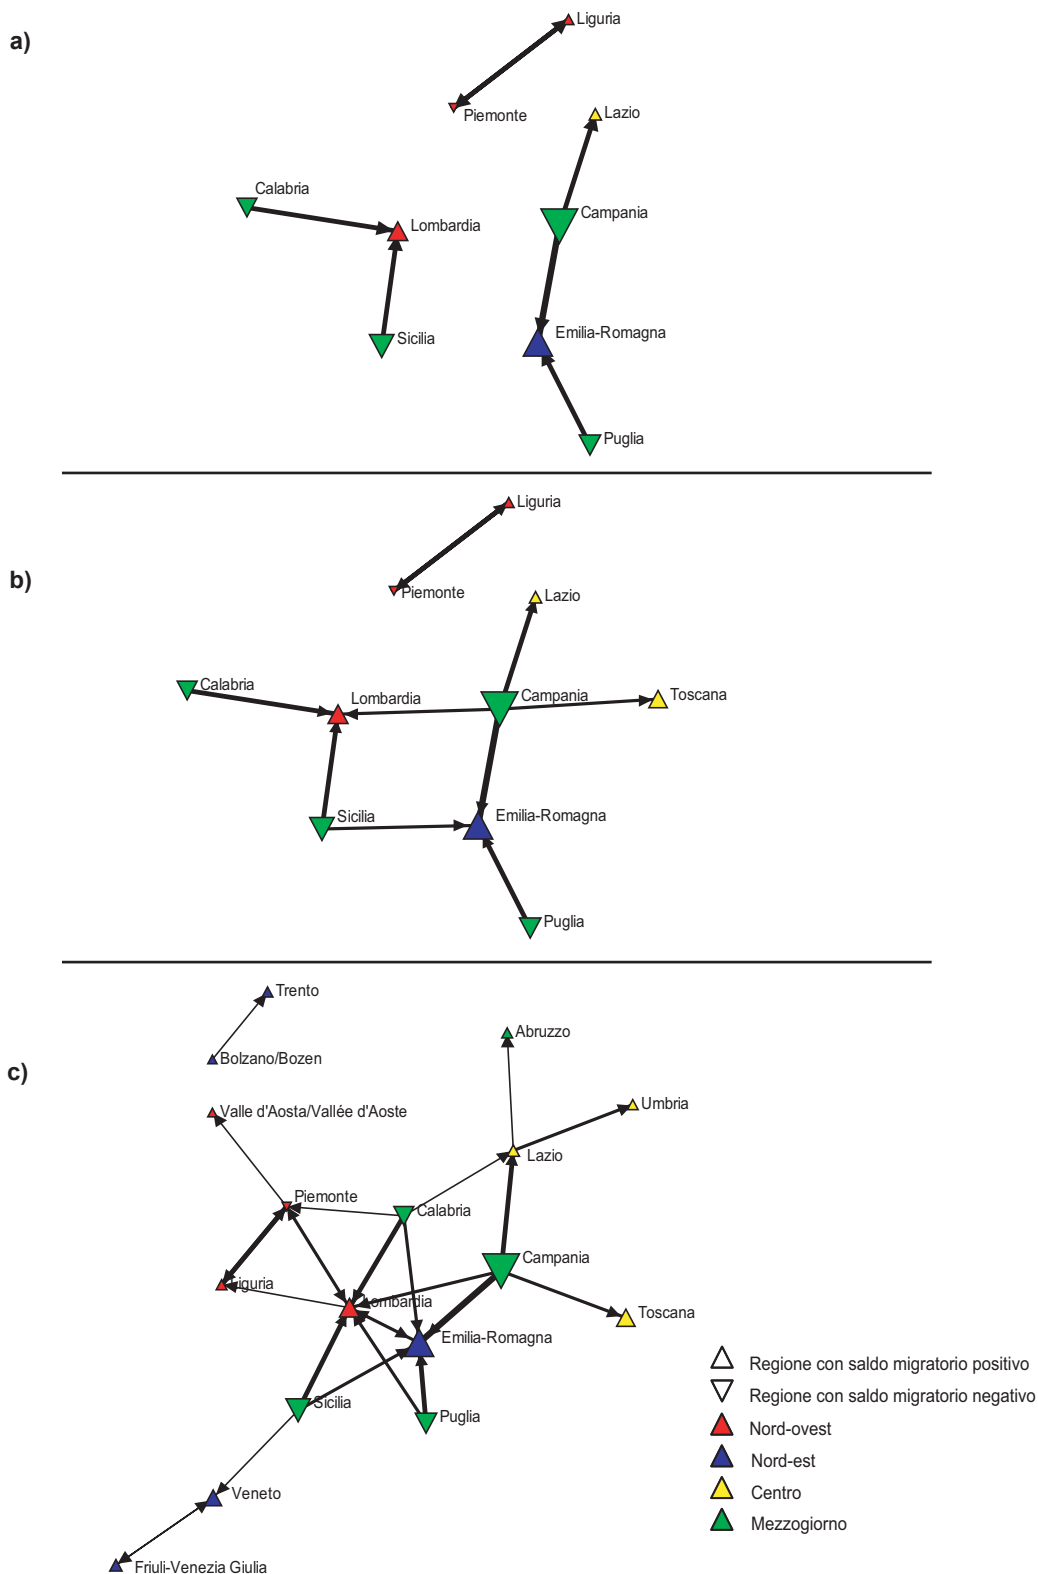 a)
Liguria
Piemonte
Lazio
Calabria
Campania
Lombardia
Emilia-Romagna
Sicilia
Puglia
b)
Liguria
Piemonte
Lazio
Calabria
Lombardia
Campania
Toscana
Sicilia
Emilia-Romagna
Puglia
c)
Trento
Bolzano/Bozen
Abruzzo
Valle d'Aosta/Vallée d'Aoste
Umbria
Lazio
Piemonte
Calabria
Campania
Liguria
Lombardia
Toscana
Emilia-Romagna
Sicilia
Puglia
Veneto
Friuli-Venezia Giulia
Regione con saldo migratorio positivo
Regione con saldo migratorio negativo
Nord-ovest
Nord-est
Centro
Mezzogiorno